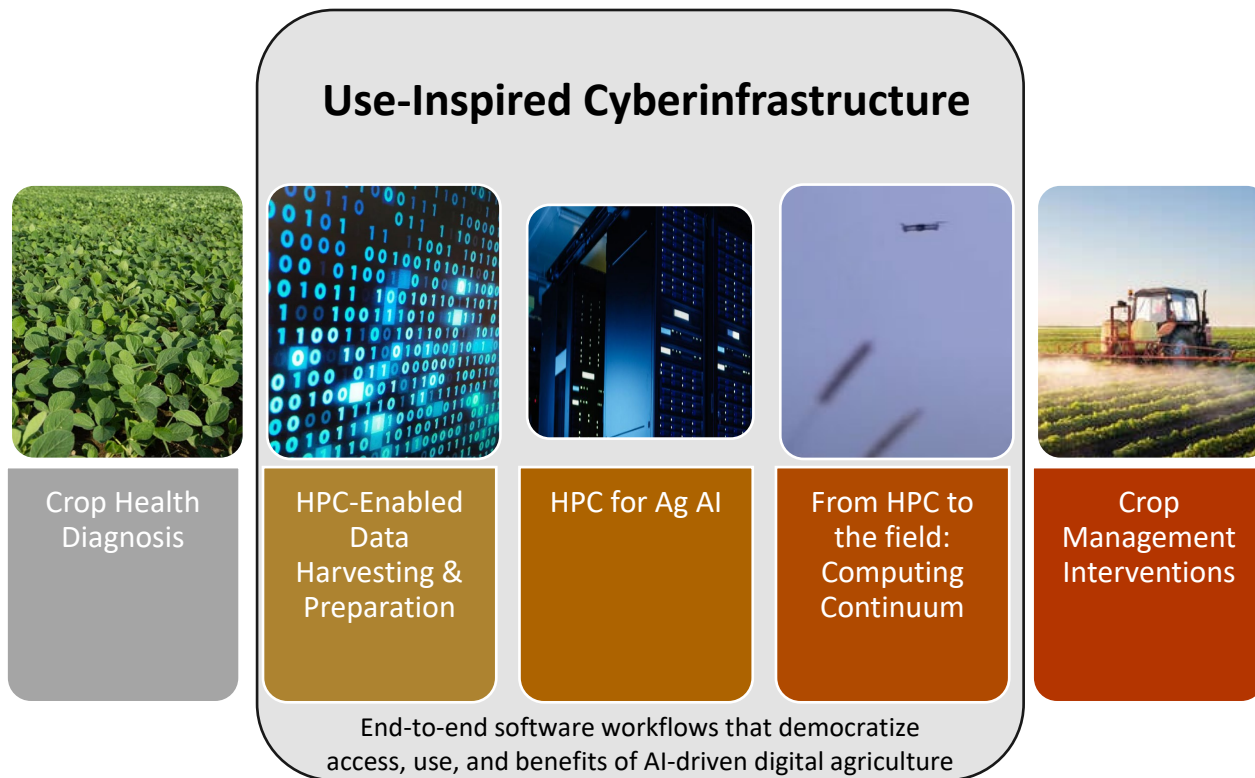 Use-Inspired Cyberinfrastructure
Crop Health
Diagnosis
HPC-Enabled
Data
Harvesting &
Preparation
HPC for Ag AI
From HPC to
the field:
Computing
Continuum
Crop
Management
Interventions
End-to-end software workflows that democratize
access, use, and benefits of AI-driven digital agriculture